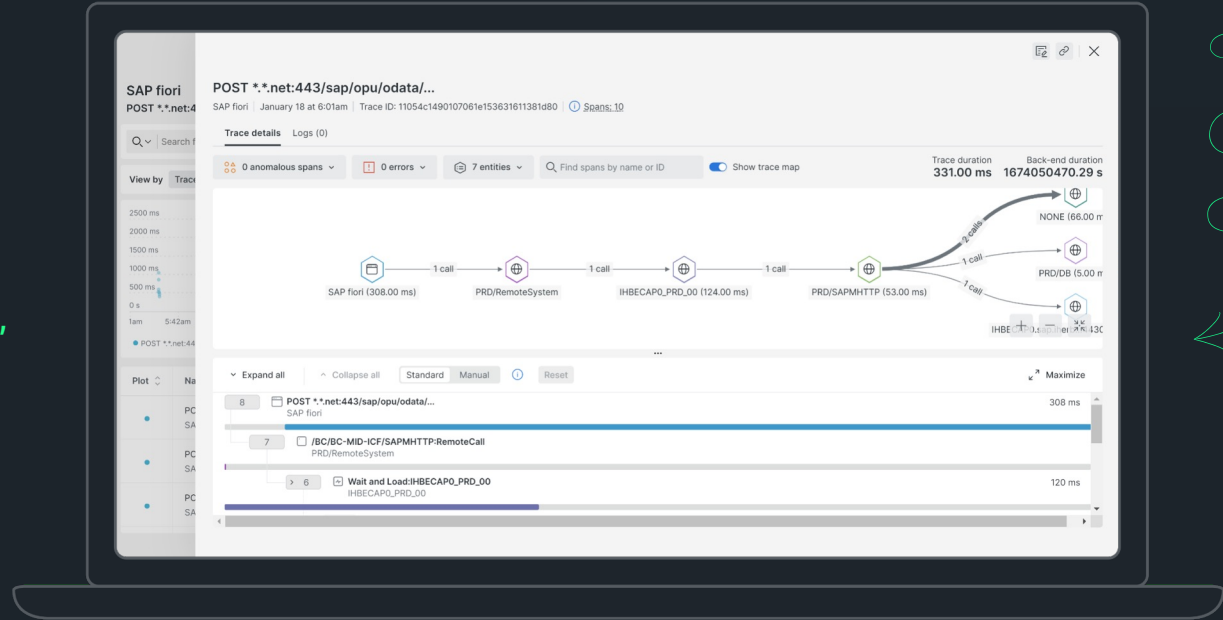 SAP fiori
POST *.*.net:4
Search f
View by Trace
2500 ms
2000 ms
1500 ms
1000 ms
500 ms
0 s
1am 5:42am
POST *.*.net:44
Plot Na
PO
SA
PO
SA
PO
SA
POST *.*.net:443/sap/opu/odata/...
SAP fiori January 18 at 6:01am Trace ID: 11054c1490107061e153631611381d80 Spans: 10
Trace details Logs (0)
0 anomalous spans 0 errors 7 entities Find spans by name or ID Show trace map
Trace duration Back-end duration
331.00 ms 1674050470.29 s
NONE (66.00 m
2 calls
1 call 1 call 1 call 1 call
PRD/DB (5.00 m
1 call
SAP fiori (308.00 ms) PRD/RemoteSystem IHBECAP0_PRD_00 (124.00 ms) PRD/SAPMHTTP (53.00 ms)
Expand all Collapse all Standard Manual Reset Maximize
8 POST *.*.net:443/sap/opu/odata/... 308 ms
SAP fiori
7 /BC/BC-MID-ICF/SAPMHTTP:RemoteCall
PRD/RemoteSystem
6 Wait and Load:IHBECAP0_PRD_00 120 ms
IHBECAP0_PRD_00